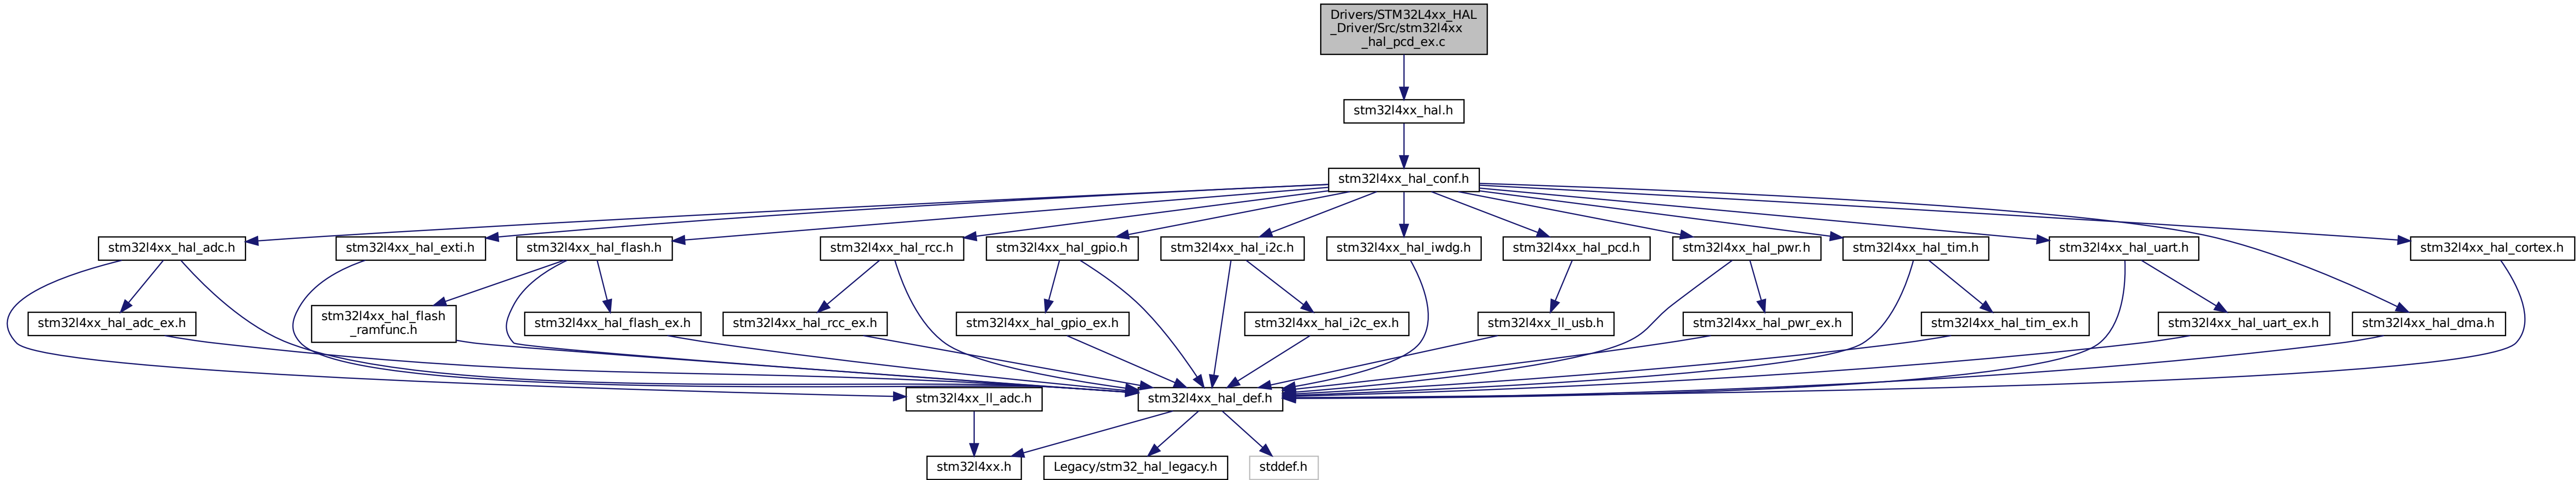 Drivers/STM32L4xx_HAL
_Driver/Src/stm32l4xx
_hal_pcd_ex.c
stm32l4xx_hal.h
stm32l4xx_hal_conf.h
stm32l4xx_hal_adc.h
stm32l4xx_hal_exti.h
stm32l4xx_hal_flash.h
stm32l4xx_hal_rcc.h
stm32l4xx_hal_gpio.h
stm32l4xx_hal_i2c.h
stm32l4xx_hal_iwdg.h
stm32l4xx_hal_pcd.h
stm32l4xx_hal_pwr.h
stm32l4xx_hal_tim.h
stm32l4xx_hal_uart.h
stm32l4xx_hal_cortex.h
stm32l4xx_hal_adc_ex.h
stm32l4xx_hal_flash
_ramfunc.h
stm32l4xx_hal_flash_ex.h
stm32l4xx_hal_rcc_ex.h
stm32l4xx_hal_gpio_ex.h
stm32l4xx_hal_i2c_ex.h
stm32l4xx_ll_usb.h
stm32l4xx_hal_pwr_ex.h
stm32l4xx_hal_tim_ex.h
stm32l4xx_hal_uart_ex.h
stm32l4xx_hal_dma.h
stm32l4xx_ll_adc.h
stm32l4xx_hal_def.h
stm32l4xx.h
Legacy/stm32_hal_legacy.h
stddef.h